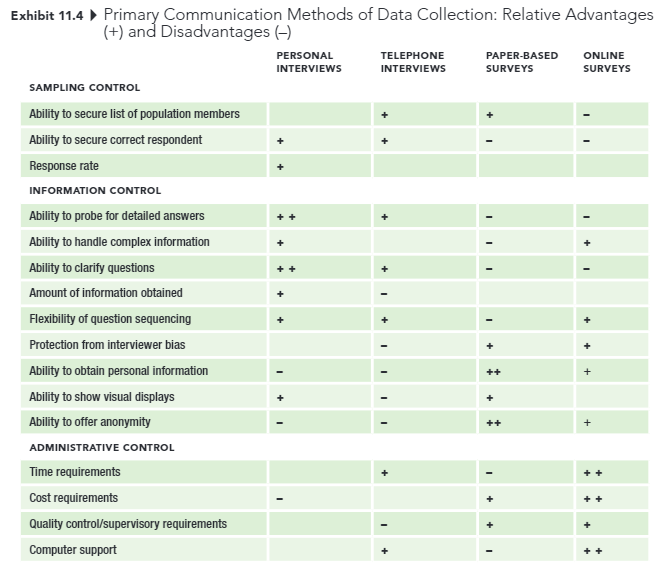 Exhibit 11.4 ▶ Primary Communication Methods of Data Collection: Relative Advantages
(+) and Disadvantages (–)
PERSONAL INTERVIEWS TELEPHONE INTERVIEWS PAPER-BASED SURVEYS ONLINE SURVEYS
SAMPLING CONTROL
Ability to secure list of population members + + –
Ability to secure correct respondent + + – –
Response rate +
INFORMATION CONTROL
Ability to probe for detailed answers + + + – –
Ability to handle complex information + – +
Ability to clarify questions + + + – –
Amount of information obtained + –
Flexibility of question sequencing + + – +
Protection from interviewer bias – + +
Ability to obtain personal information – – ++ +
Ability to show visual displays + – +
Ability to offer anonymity – – ++ +
ADMINISTRATIVE CONTROL
Time requirements + – + +
Cost requirements – + + +
Quality control/supervisory requirements – + +
Computer support + – + +